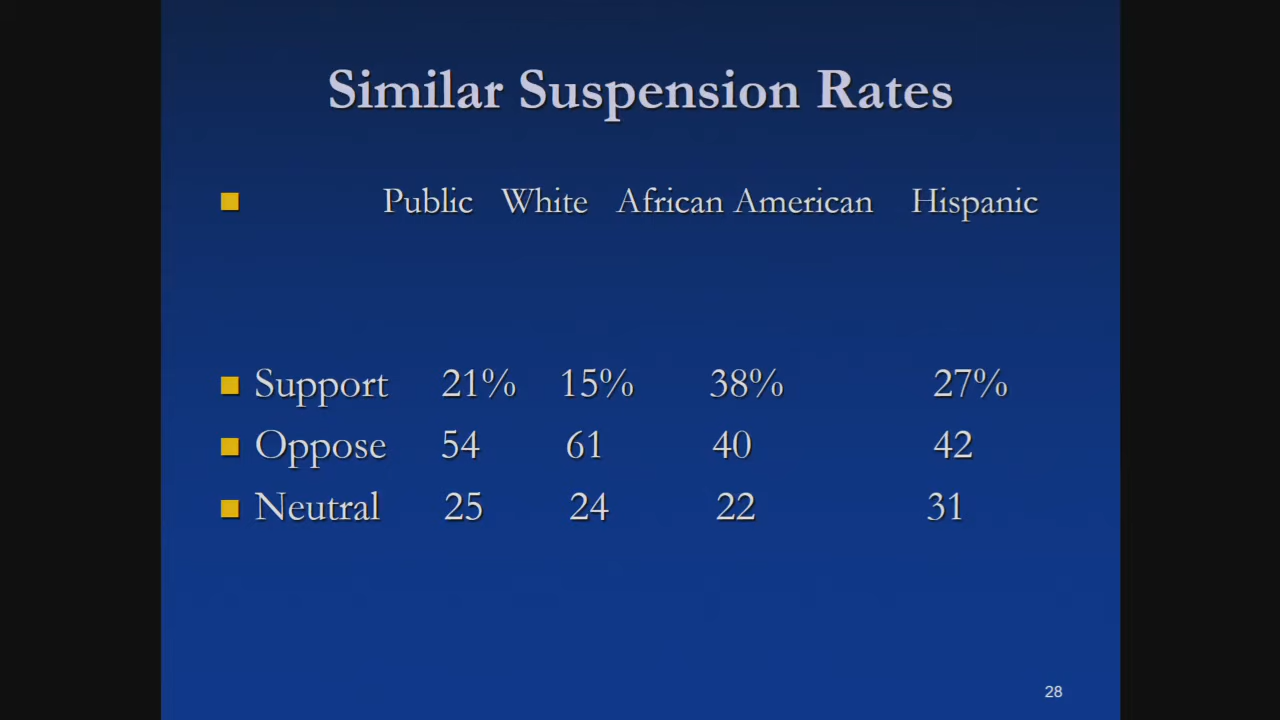 Similar Suspension Rates
Public White African American Hispanic
Support 21% 15% 38% 27%
Oppose 54 61 40 42
Neutral 25 24 22 31
28